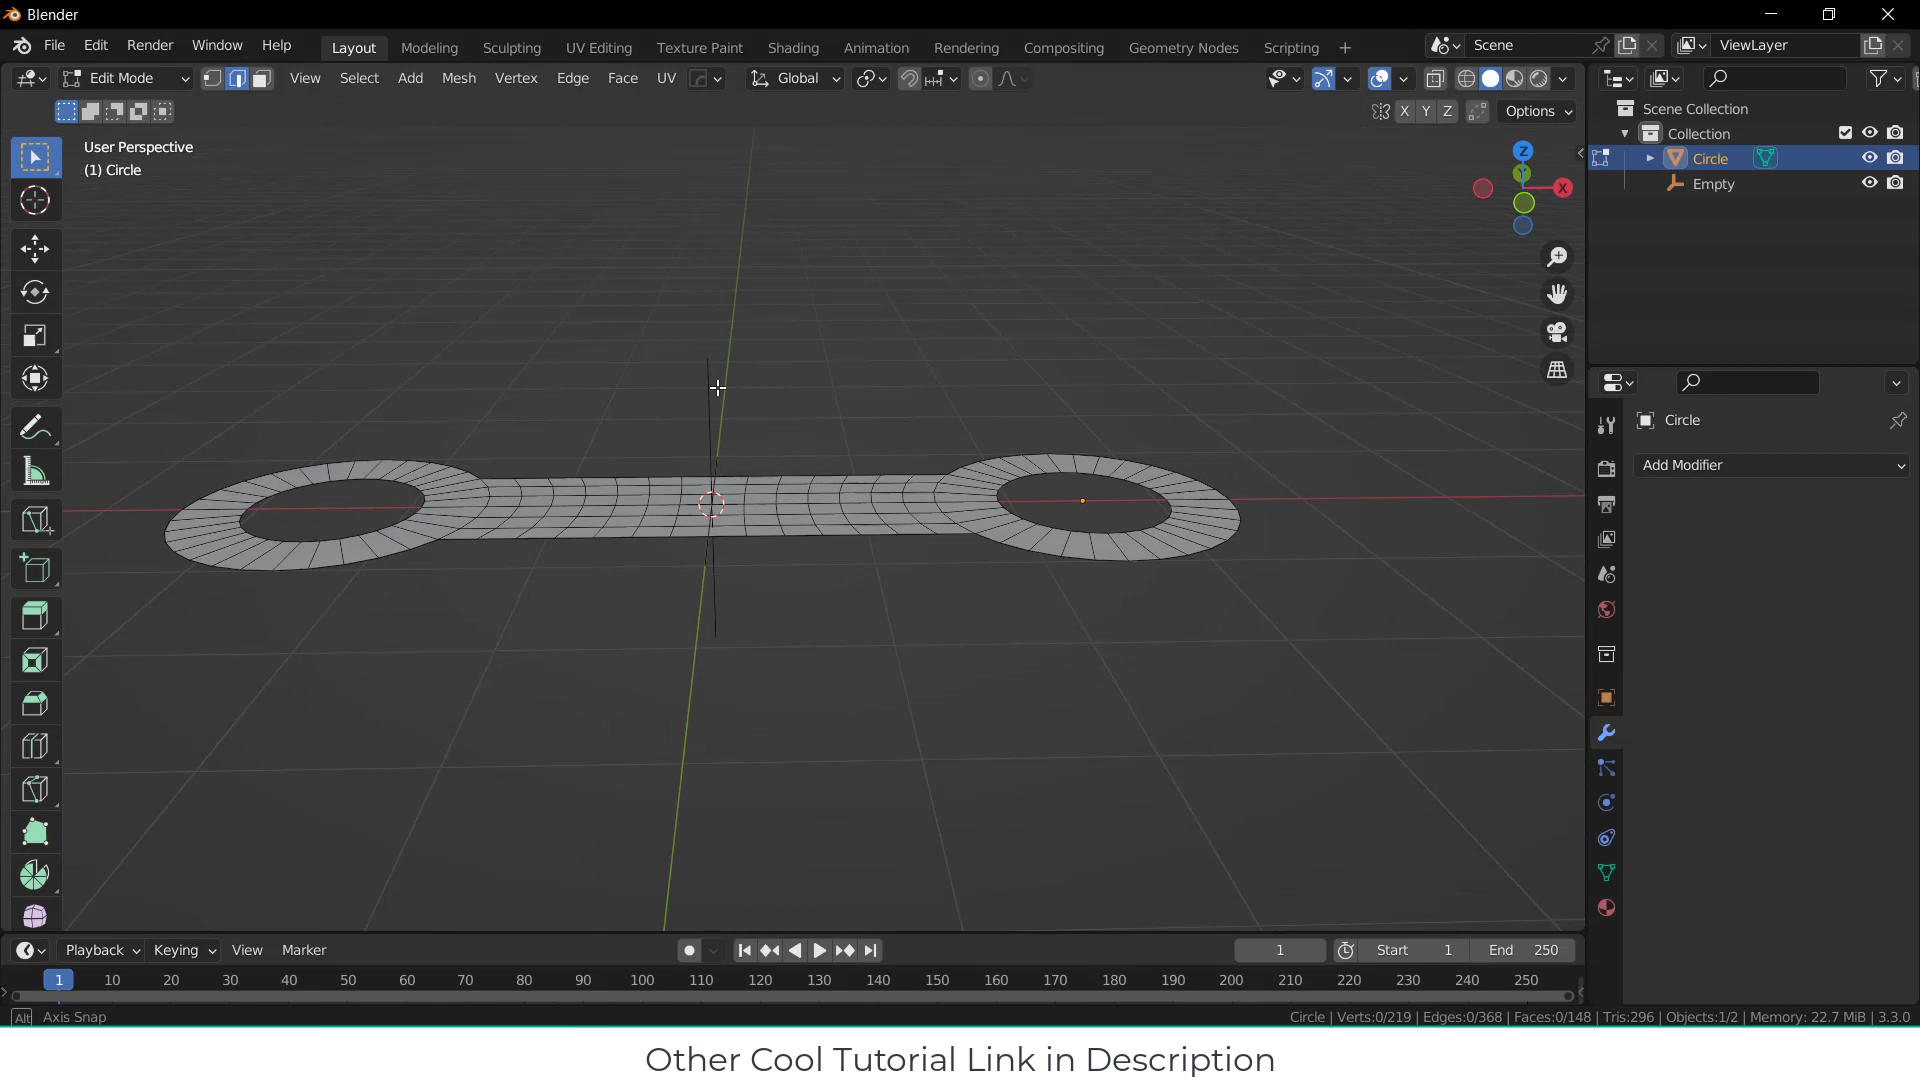 Blender
File Edit Render Window Help Layout Modeling Sculpting UV Editing Texture Paint Shading Animation Rendering Compositing Geometry Nodes Scripting + Scene ViewLayer
Edit Mode View Select Add Mesh Vertex Edge Face UV Global
X Y Z Options
User Perspective
(1) Circle
Z
Y
X
Scene Collection
Collection
Circle
Empty
Circle
Add Modifier
Playback Keying View Marker 1 Start 1 End 250
1 10 20 30 40 50 60 70 80 90 100 110 120 130 140 150 160 170 180 190 200 210 220 230 240 250
Alt Axis Snap Circle | Verts:0/219 | Edges:0/368 | Faces:0/148 | Tris:296 | Objects:1/2 | Memory: 22.7 MiB | 3.3.0
Other Cool Tutorial Link in Description